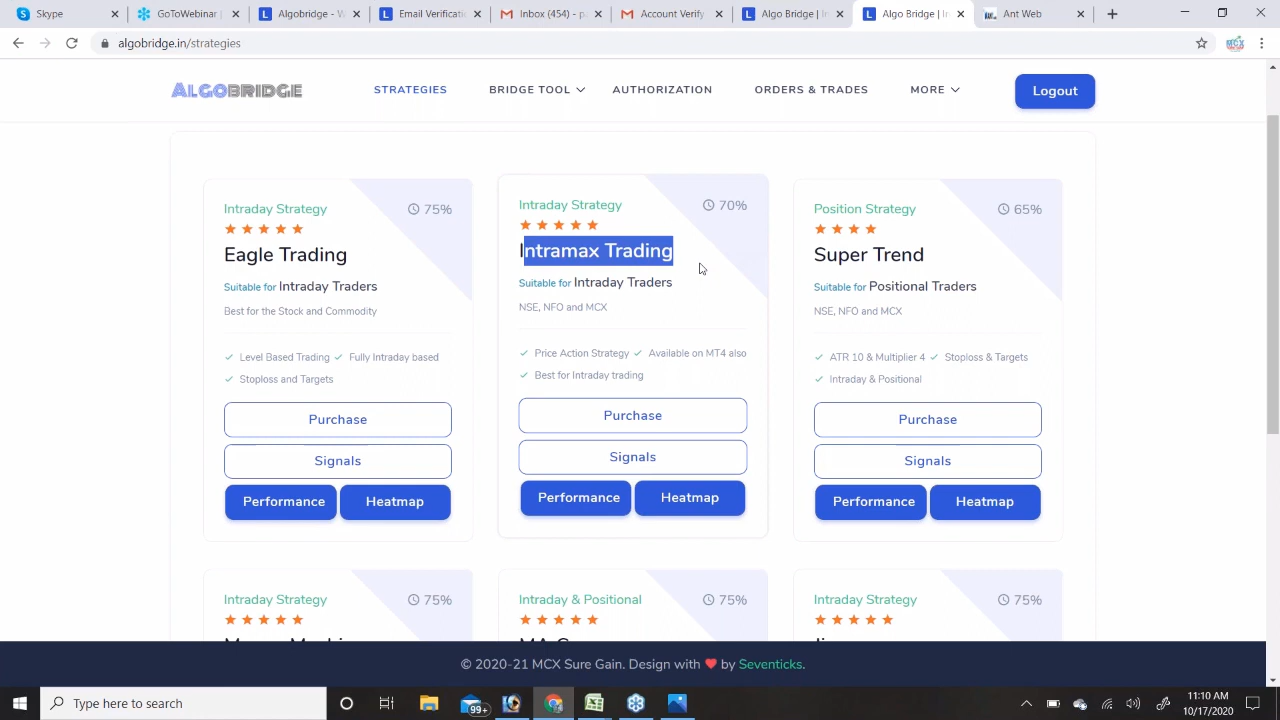 Skype
GoToWebinar
Algobridge - W
Email Verificati
Inbox (454) - p
Account Verify
Algo Bridge | In
Algo Bridge | In
Ant Web
algobridge.in/strategies
MCX
ALGOBRIDGE
STRATEGIES
BRIDGE TOOL
AUTHORIZATION
ORDERS & TRADES
MORE
Logout
Intraday Strategy
75%
Eagle Trading
Suitable for Intraday Traders
Best for the Stock and Commodity
Level Based Trading
Fully Intraday based
Stoploss and Targets
Purchase
Signals
Performance
Heatmap
Intraday Strategy
70%
Intramax Trading
Suitable for Intraday Traders
NSE, NFO and MCX
Price Action Strategy
Available on MT4 also
Best for Intraday trading
Purchase
Signals
Performance
Heatmap
Position Strategy
65%
Super Trend
Suitable for Positional Traders
NSE, NFO and MCX
ATR 10 & Multiplier 4
Stoploss & Targets
Intraday & Positional
Purchase
Signals
Performance
Heatmap
Intraday Strategy
75%
Intraday & Positional
75%
Intraday Strategy
75%
© 2020-21 MCX Sure Gain. Design with ❤ by Seventicks.
Type here to search
99+
11:10 AM
10/17/2020